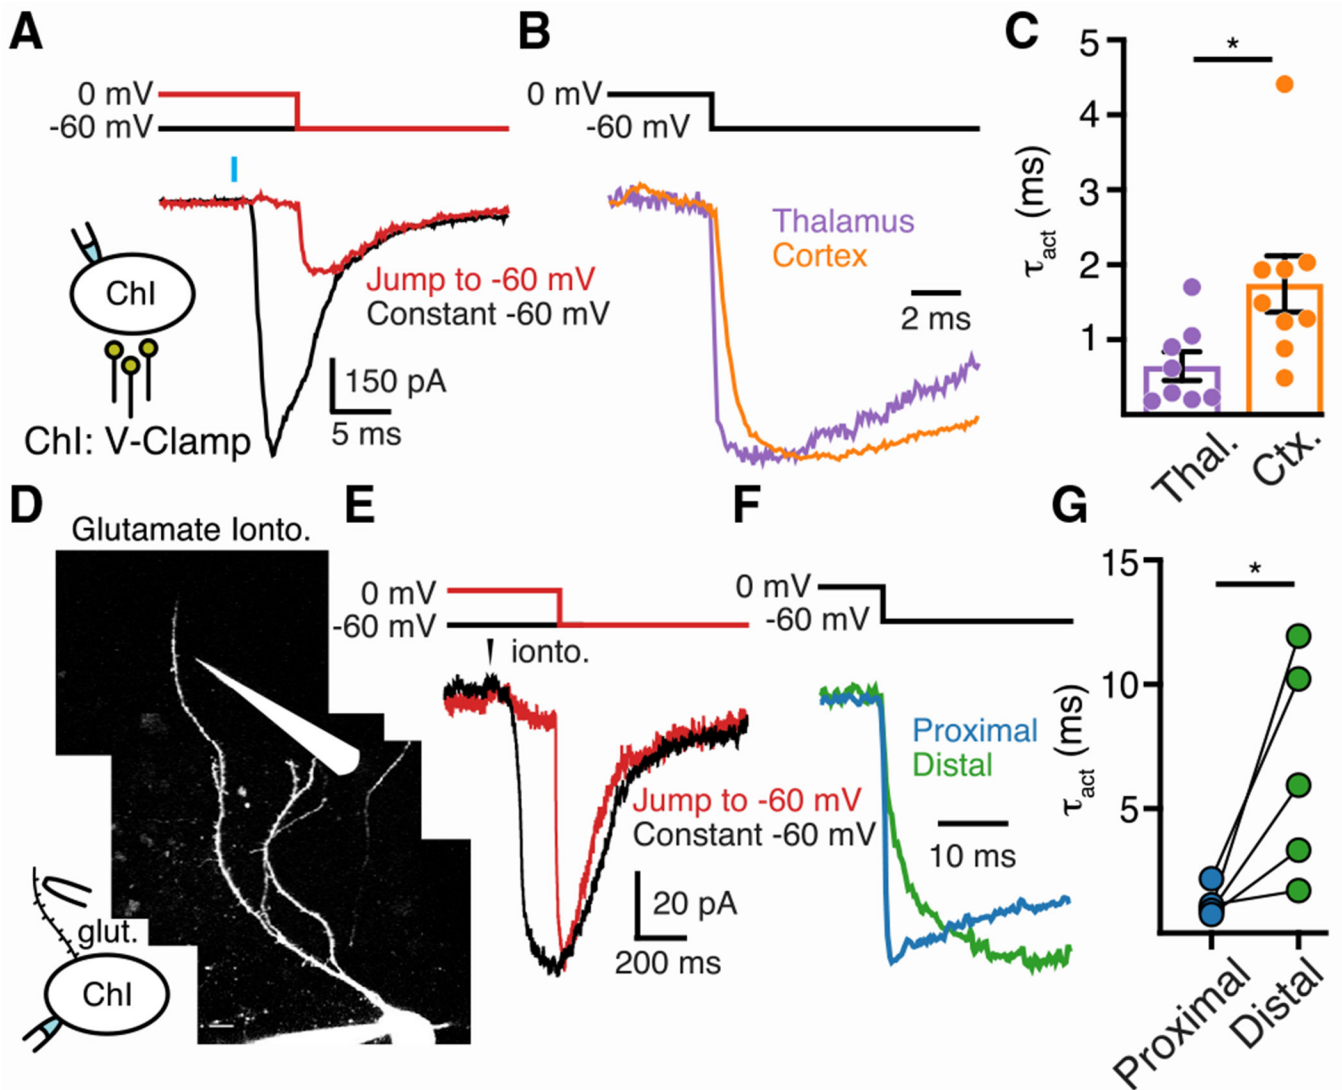 A
0 mV
-60 mV
ChI
Jump to -60 mV
Constant -60 mV
150 pA
5 ms
ChI: V-Clamp
B
0 mV
-60 mV
Thalamus
Cortex
2 ms
C
5
4
3
2
1
τact (ms)
*
Thal.
Ctx.
D
Glutamate Ionto.
glut.
ChI
E
0 mV
-60 mV
ionto.
Jump to -60 mV
Constant -60 mV
20 pA
200 ms
F
0 mV
-60 mV
Proximal
Distal
10 ms
G
15
10
5
τact (ms)
*
Proximal
Distal